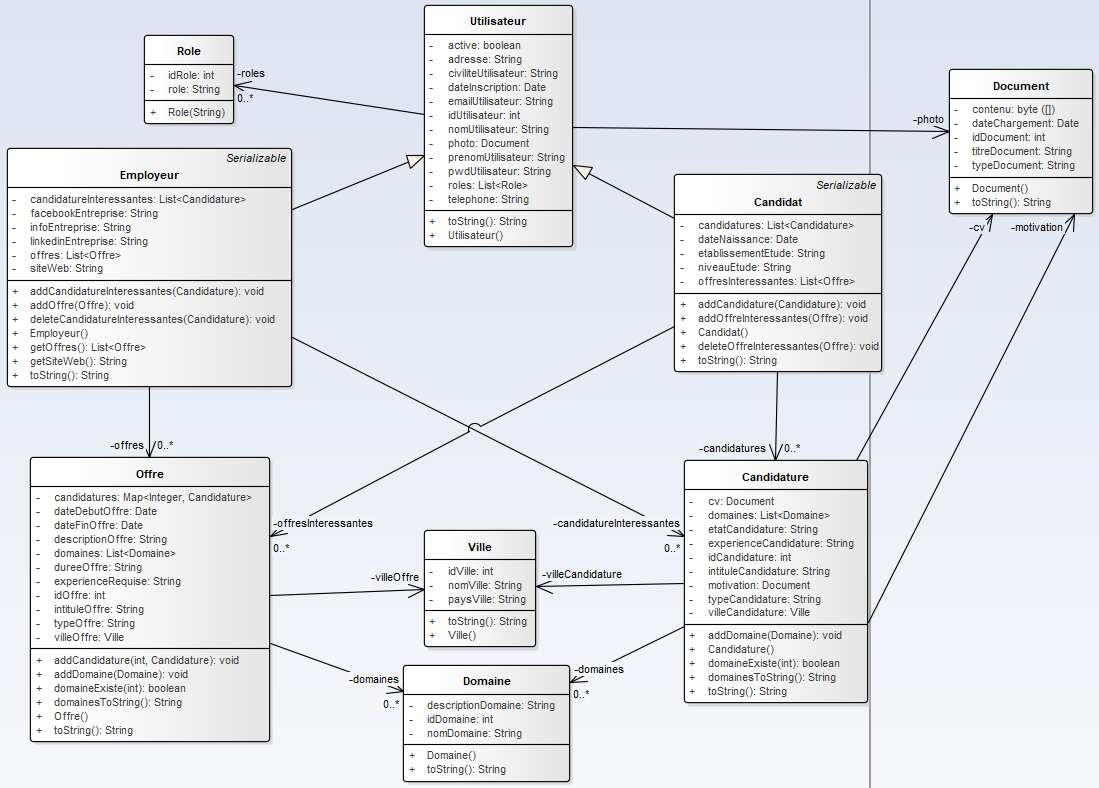 Utilisateur
- active: boolean
- adresse: String
- civiliteUtilisateur: String
- dateInscription: Date
- emailUtilisateur: String
- idUtilisateur: int
- nomUtilisateur: String
- photo: Document
- prenomUtilisateur: String
- pwdUtilisateur: String
- roles: List<Role>
- telephone: String
+ toString(): String
+ Utilisateur()
Role
- idRole: int
- role: String
+ Role(String)
-roles
0..*
-photo
Document
- contenu: byte ([])
- dateChargement: Date
- idDocument: int
- titreDocument: String
- typeDocument: String
+ Document()
+ toString(): String
Serializable
Employeur
- candidatureInteressantes: List<Candidature>
- facebookEntreprise: String
- infoEntreprise: String
- linkedinEntreprise: String
- offres: List<Offre>
- siteWeb: String
+ addCandidatureInteressantes(Candidature): void
+ addOffre(Offre): void
+ deleteCandidatureInteressantes(Candidature): void
+ Employeur()
+ getOffres(): List<Offre>
+ getSiteWeb(): String
+ toString(): String
Serializable
Candidat
- candidatures: List<Candidature>
- dateNaissance: Date
- etablissementEtude: String
- niveauEtude: String
- offresInteressantes: List<Offre>
+ addCandidature(Candidature): void
+ addOffreInteressantes(Offre): void
+ Candidat()
+ deleteOffreInteressantes(Offre): void
+ toString(): String
-cv
-motivation
-offres
0..*
-candidatures
0..*
Offre
- candidatures: Map<Integer, Candidature>
- dateDebutOffre: Date
- dateFinOffre: Date
- descriptionOffre: String
- domaines: List<Domaine>
- dureeOffre: String
- experienceRequise: String
- idOffre: int
- intituleOffre: String
- typeOffre: String
- villeOffre: Ville
+ addCandidature(int, Candidature): void
+ addDomaine(Domaine): void
+ domaineExiste(int): boolean
+ domainesToString(): String
+ Offre()
+ toString(): String
-offresInteressantes
0..*
-candidatureInteressantes
0..*
Candidature
- cv: Document
- domaines: List<Domaine>
- etatCandidature: String
- experienceCandidature: String
- idCandidature: int
- intituleCandidature: String
- motivation: Document
- typeCandidature: String
- villeCandidature: Ville
+ addDomaine(Domaine): void
+ Candidature()
+ domaineExiste(int): boolean
+ domainesToString(): String
+ toString(): String
-villeOffre
Ville
- idVille: int
- nomVille: String
- paysVille: String
+ toString(): String
+ Ville()
-villeCandidature
-domaines
0..*
-domaines
0..*
Domaine
- descriptionDomaine: String
- idDomaine: int
- nomDomaine: String
+ Domaine()
+ toString(): String